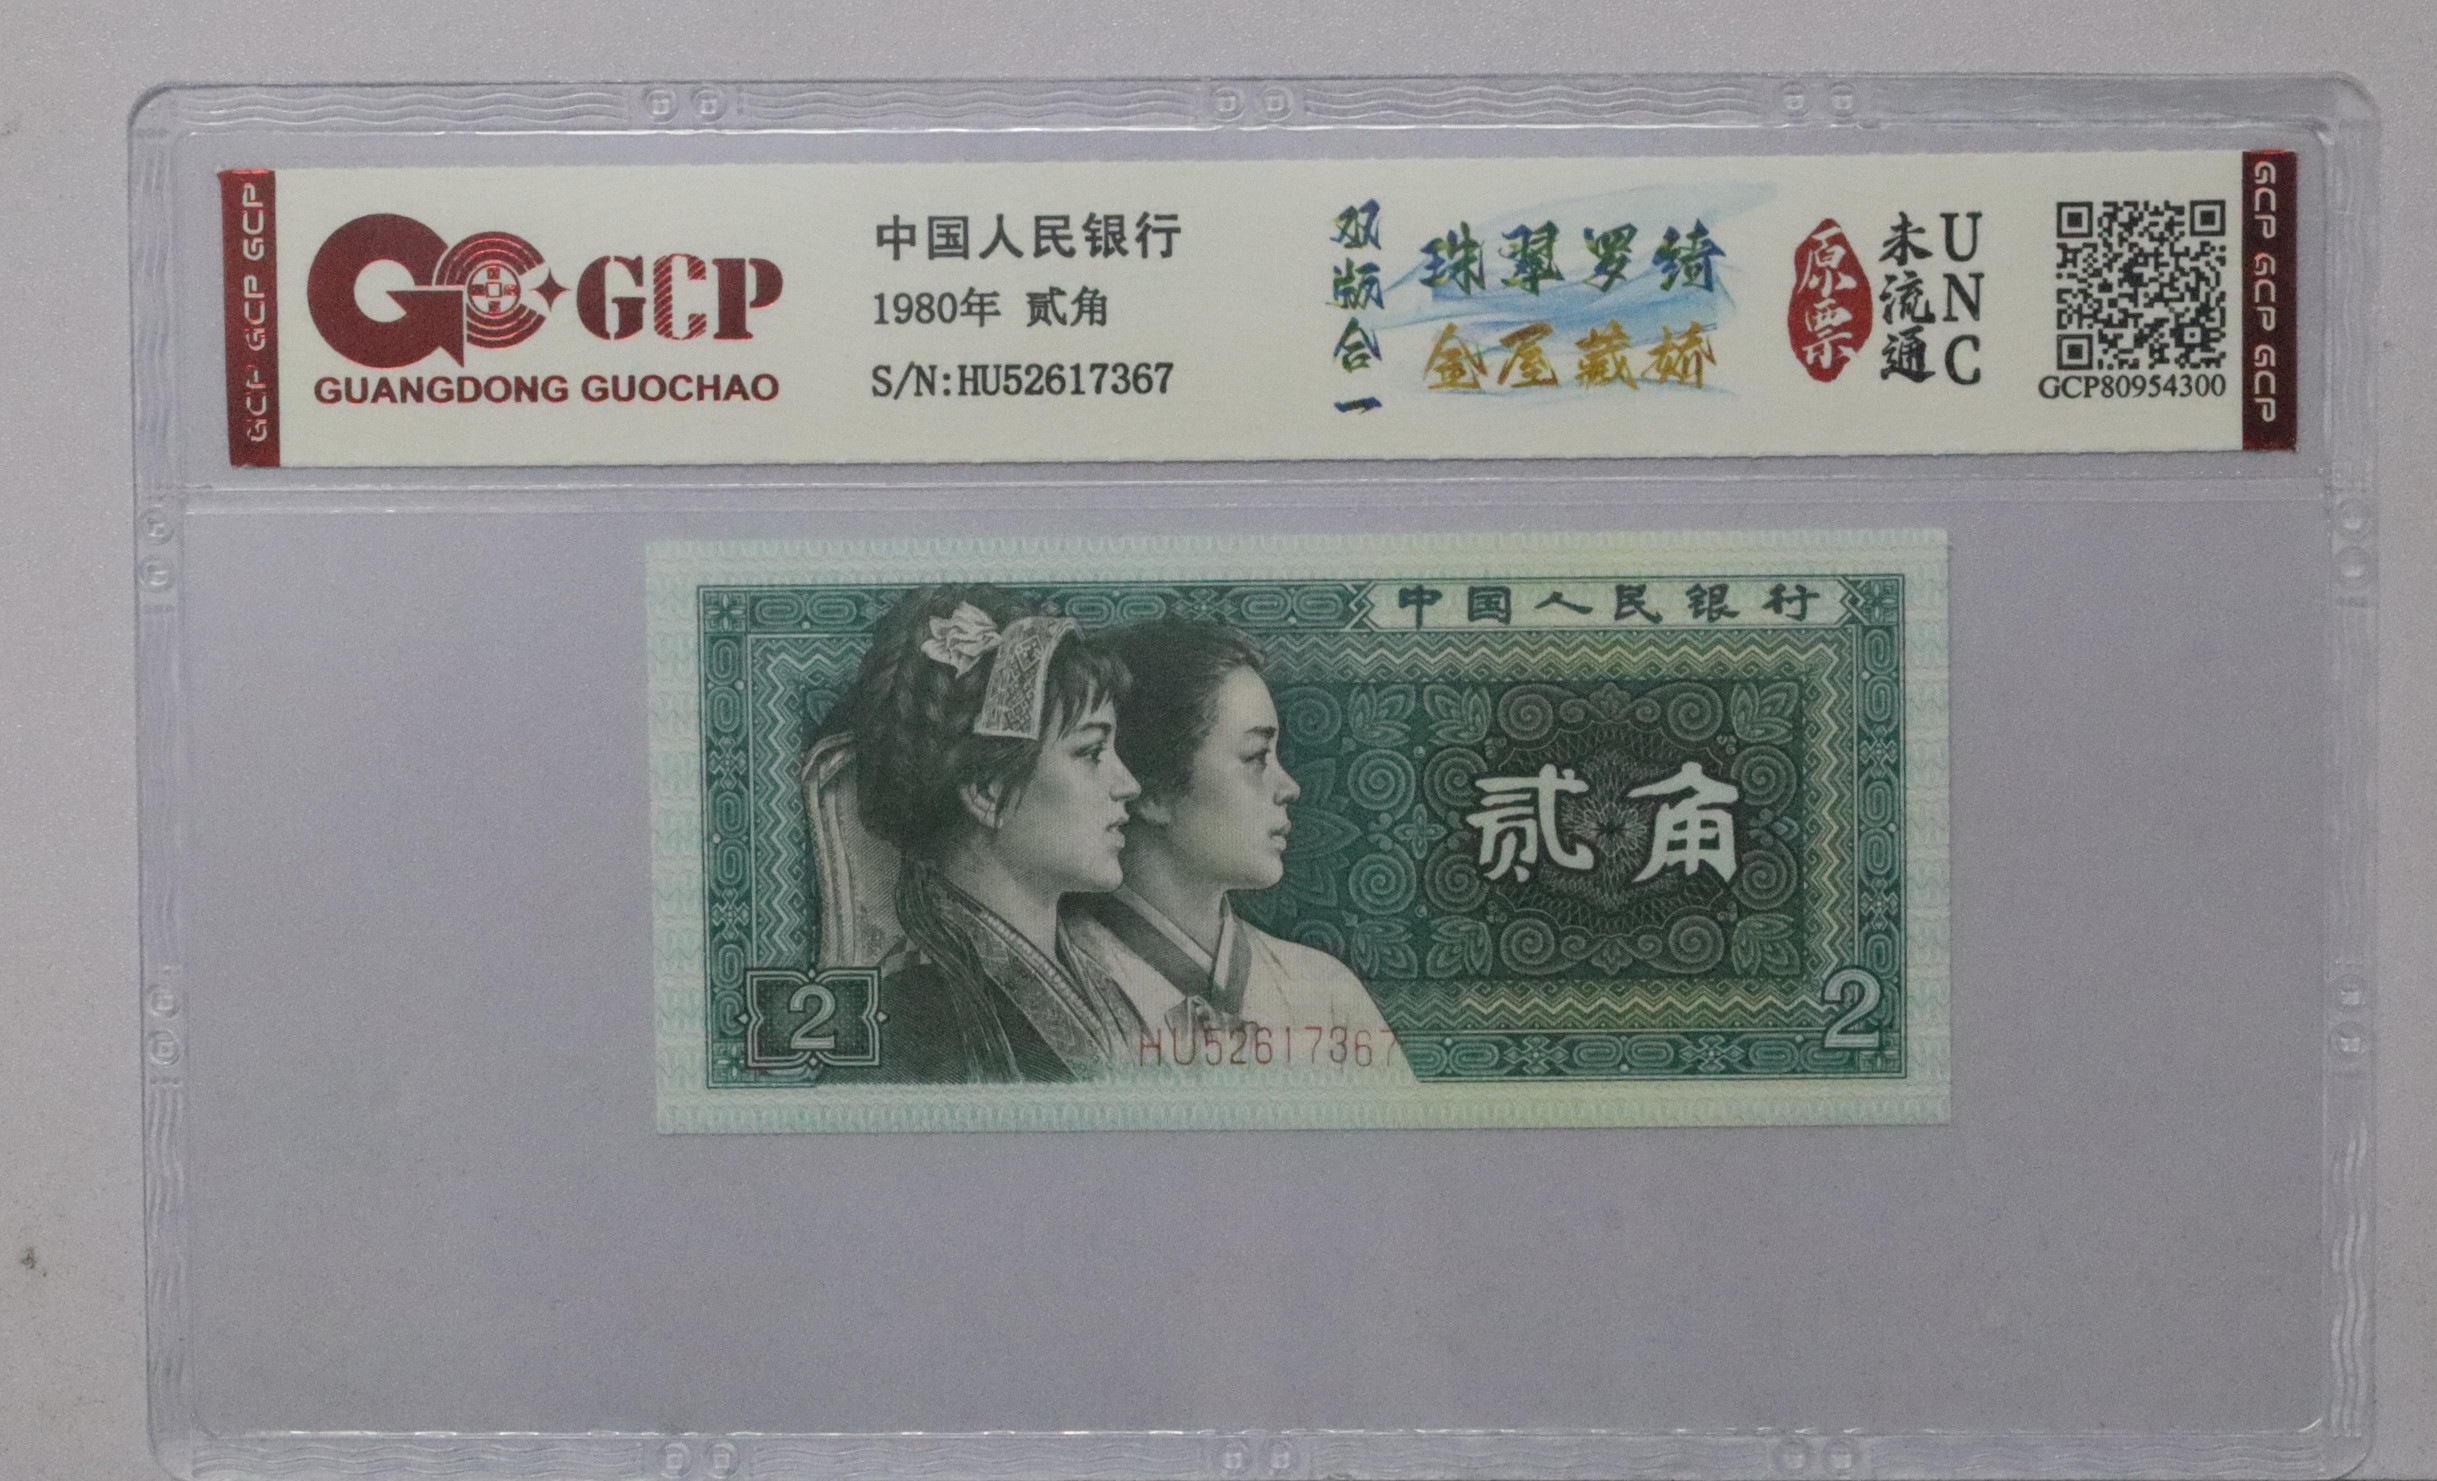 GCP GCP GCP
GCP
GUANGDONG GUOCHAO
中国人民银行
1980年 贰角
S/N:HU52617367
双版合一
珠翠罗绮
金屋藏娇
原票
未流通
UNC
GCP80954300
GCP GCP GCP
中国人民银行
贰角
2
2
HU52617367